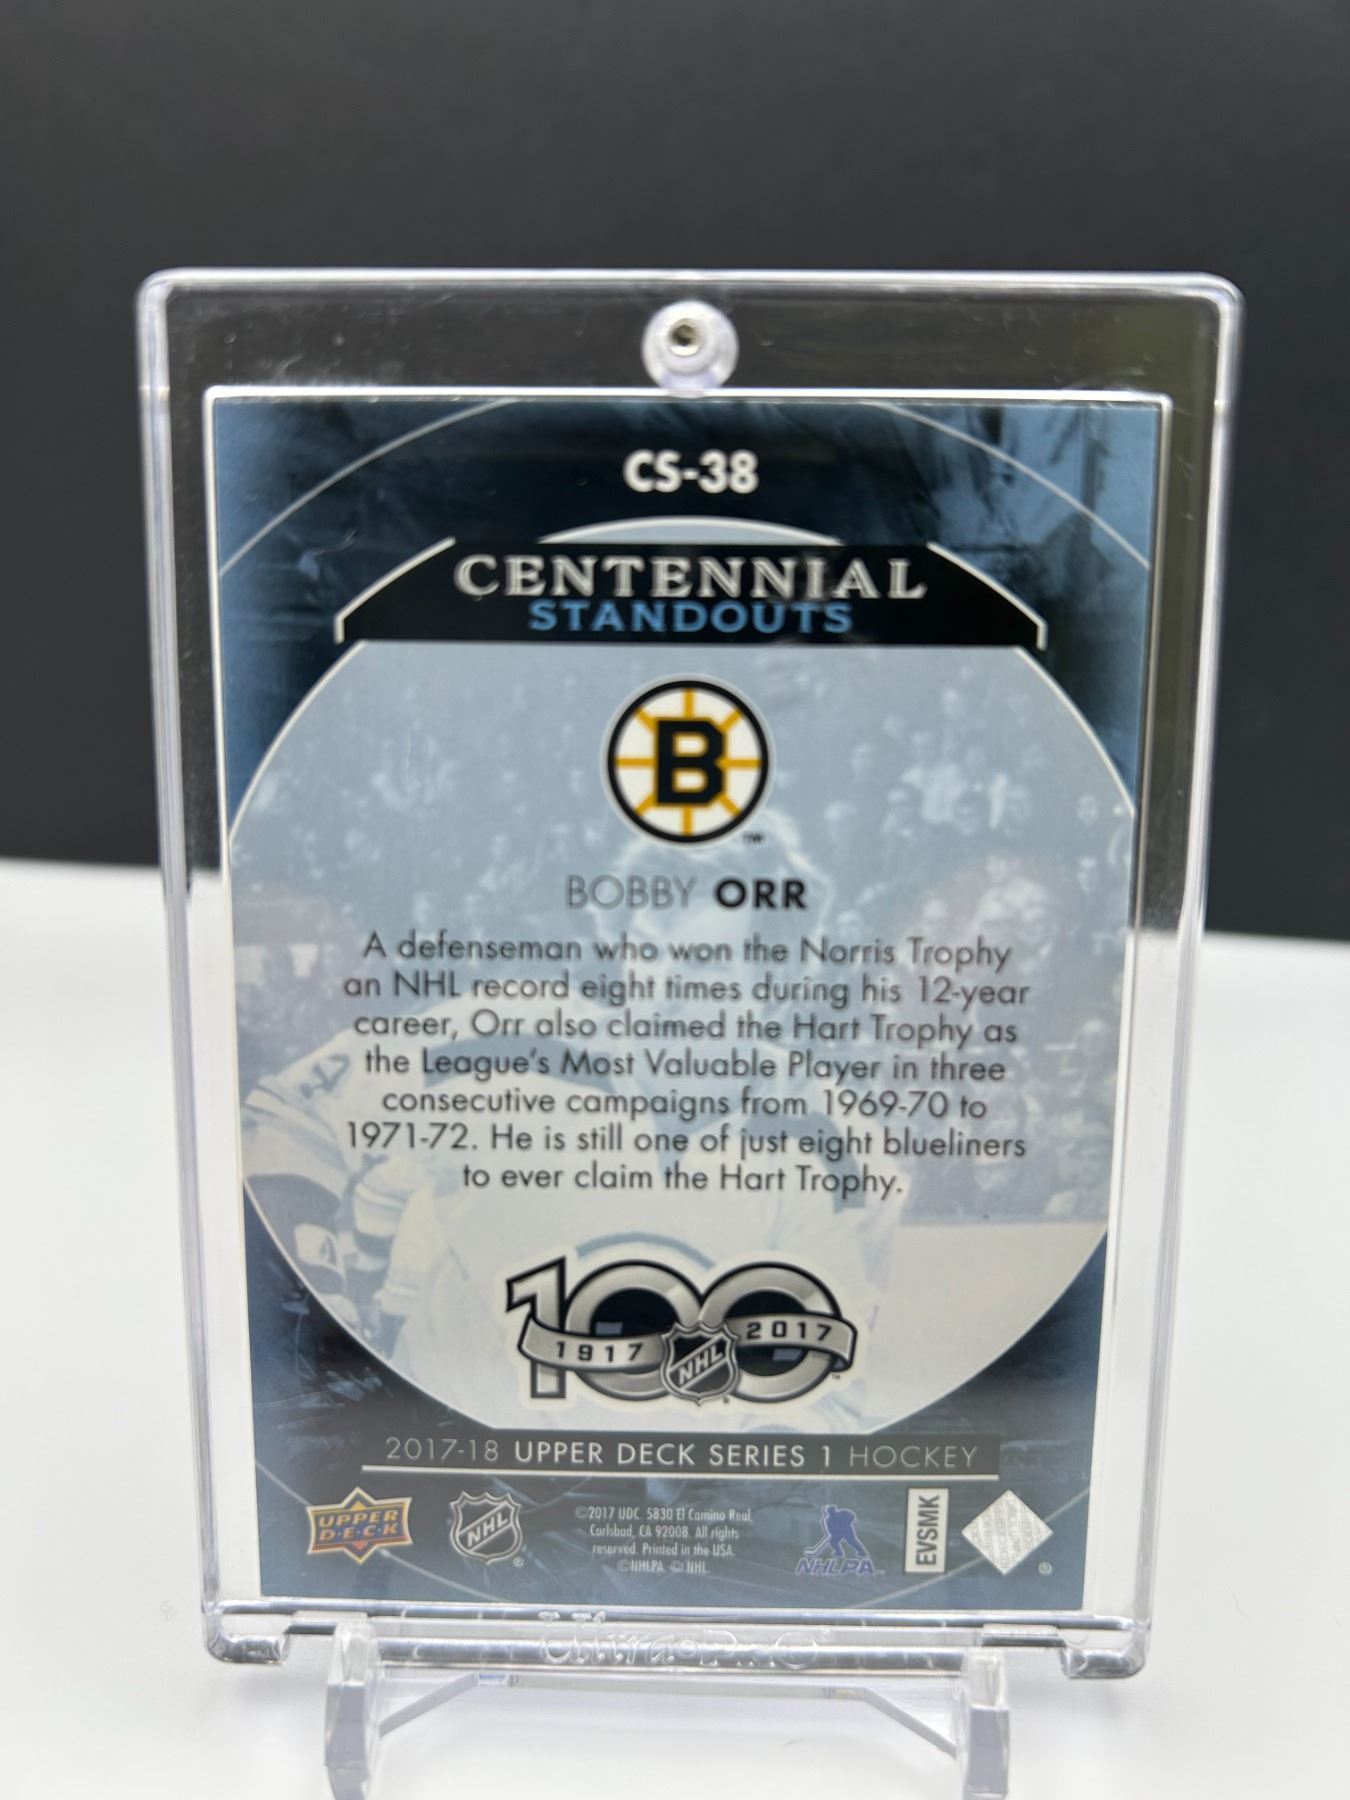 CS-38
CENTENNIAL
STANDOUTS
B
TM
BOBBY ORR
A defenseman who won the Norris Trophy
an NHL record eight times during his 12-year
career, Orr also claimed the Hart Trophy as
the League's Most Valuable Player in three
consecutive campaigns from 1969-70 to
1971-72. He is still one of just eight blueliners
to ever claim the Hart Trophy.
100
1917 NHL 2017
2017-18 UPPER DECK SERIES 1 HOCKEY
UPPER
D•E•C•K
NHL
©2017 UDC. 5830 El Camino Real,
Carlsbad, CA 92008. All rights
reserved. Printed in the USA.
©NHLPA © NHL.
NHLPA
EVSMK
Ultra•PRO